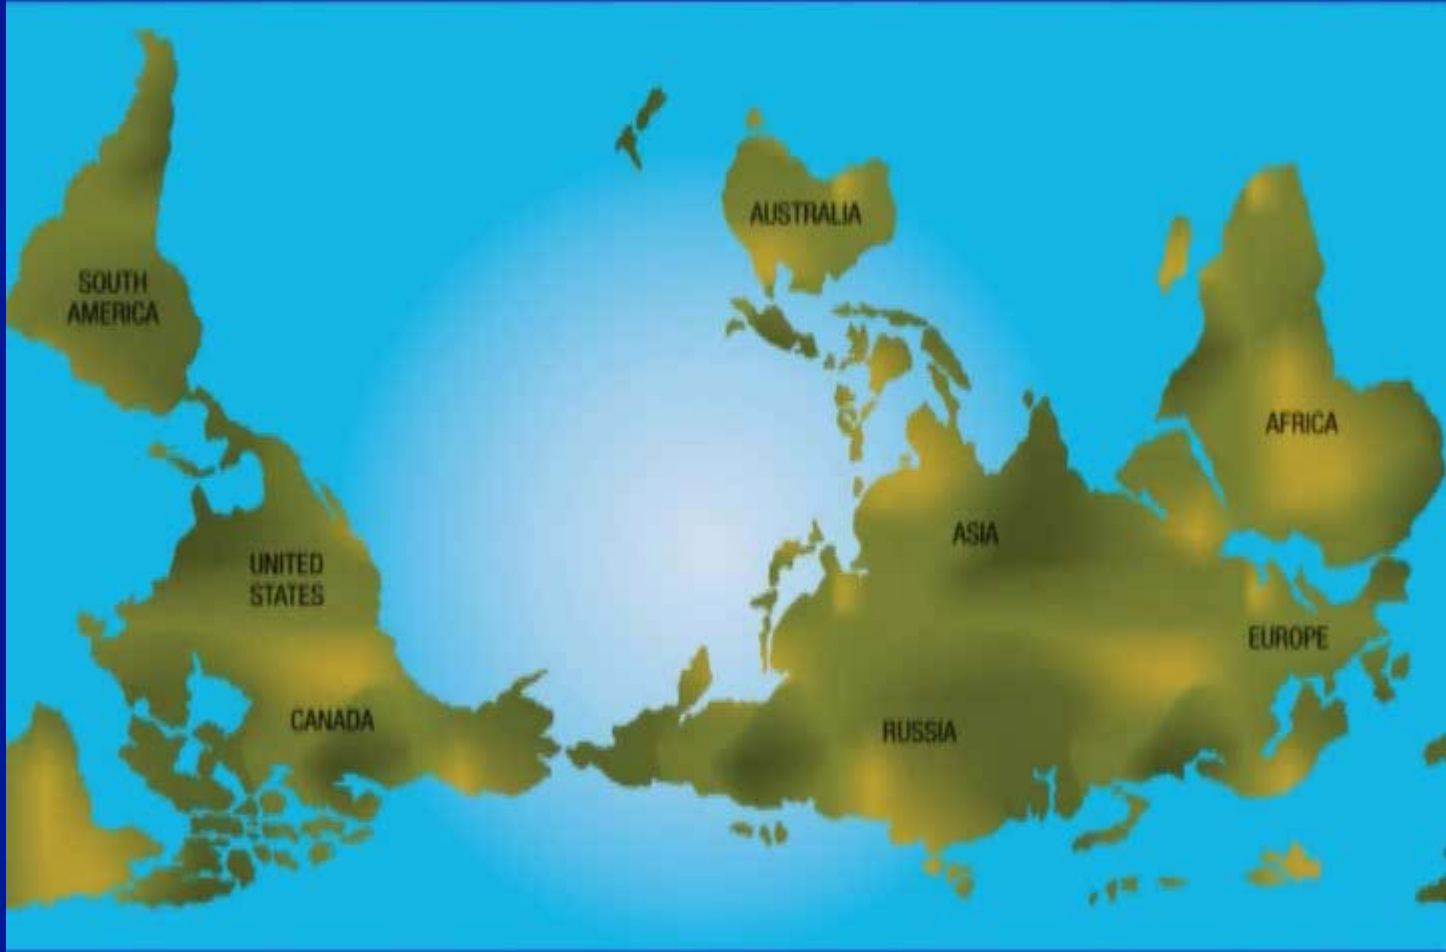 AUSTRALIA
SOUTH
AMERICA
AFRICA
ASIA
UNITED
STATES
EUROPE
CANADA
RUSSIA